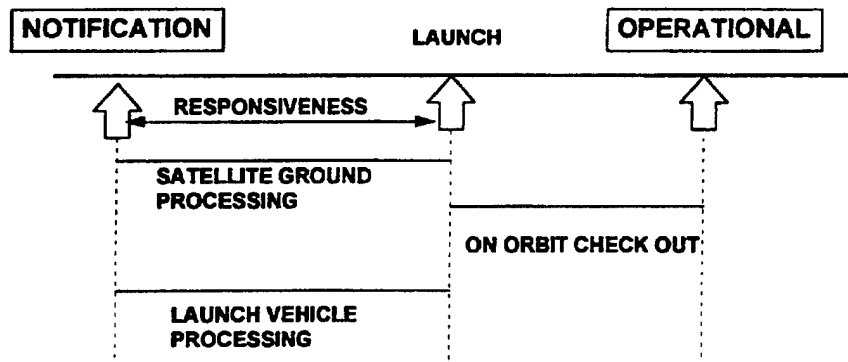 NOTIFICATION
LAUNCH
OPERATIONAL
RESPONSIVENESS
SATELLITE GROUND
PROCESSING
ON ORBIT CHECK OUT
LAUNCH VEHICLE
PROCESSING